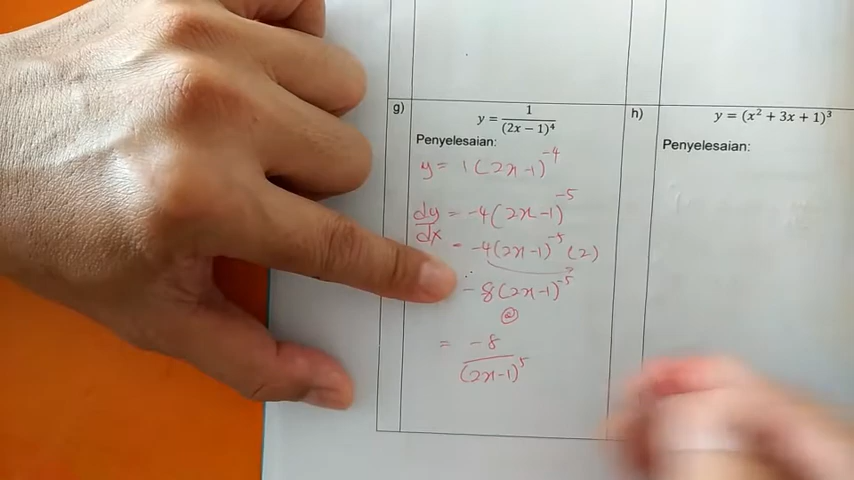 g)
y = 1/(2x − 1)⁴
Penyelesaian:
y = 1(2x-1)⁻⁴
dy/dx = -4(2x-1)⁻⁵
= -4(2x-1)⁻⁵(2)
- 8(2x-1)⁻⁵
@
= -8/(2x-1)⁵
h)
y = (x² + 3x + 1)³
Penyelesaian: